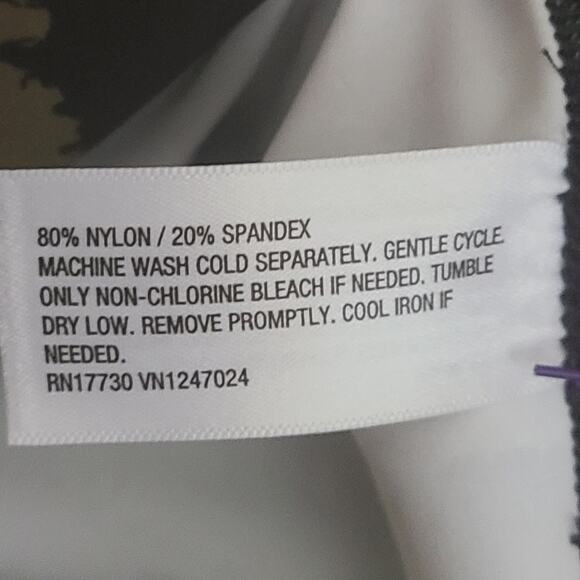 80% NYLON / 20% SPANDEX
MACHINE WASH COLD SEPARATELY. GENTLE CYCLE.
ONLY NON-CHLORINE BLEACH IF NEEDED. TUMBLE
DRY LOW. REMOVE PROMPTLY. COOL IRON IF
NEEDED.
RN17730 VN1247024